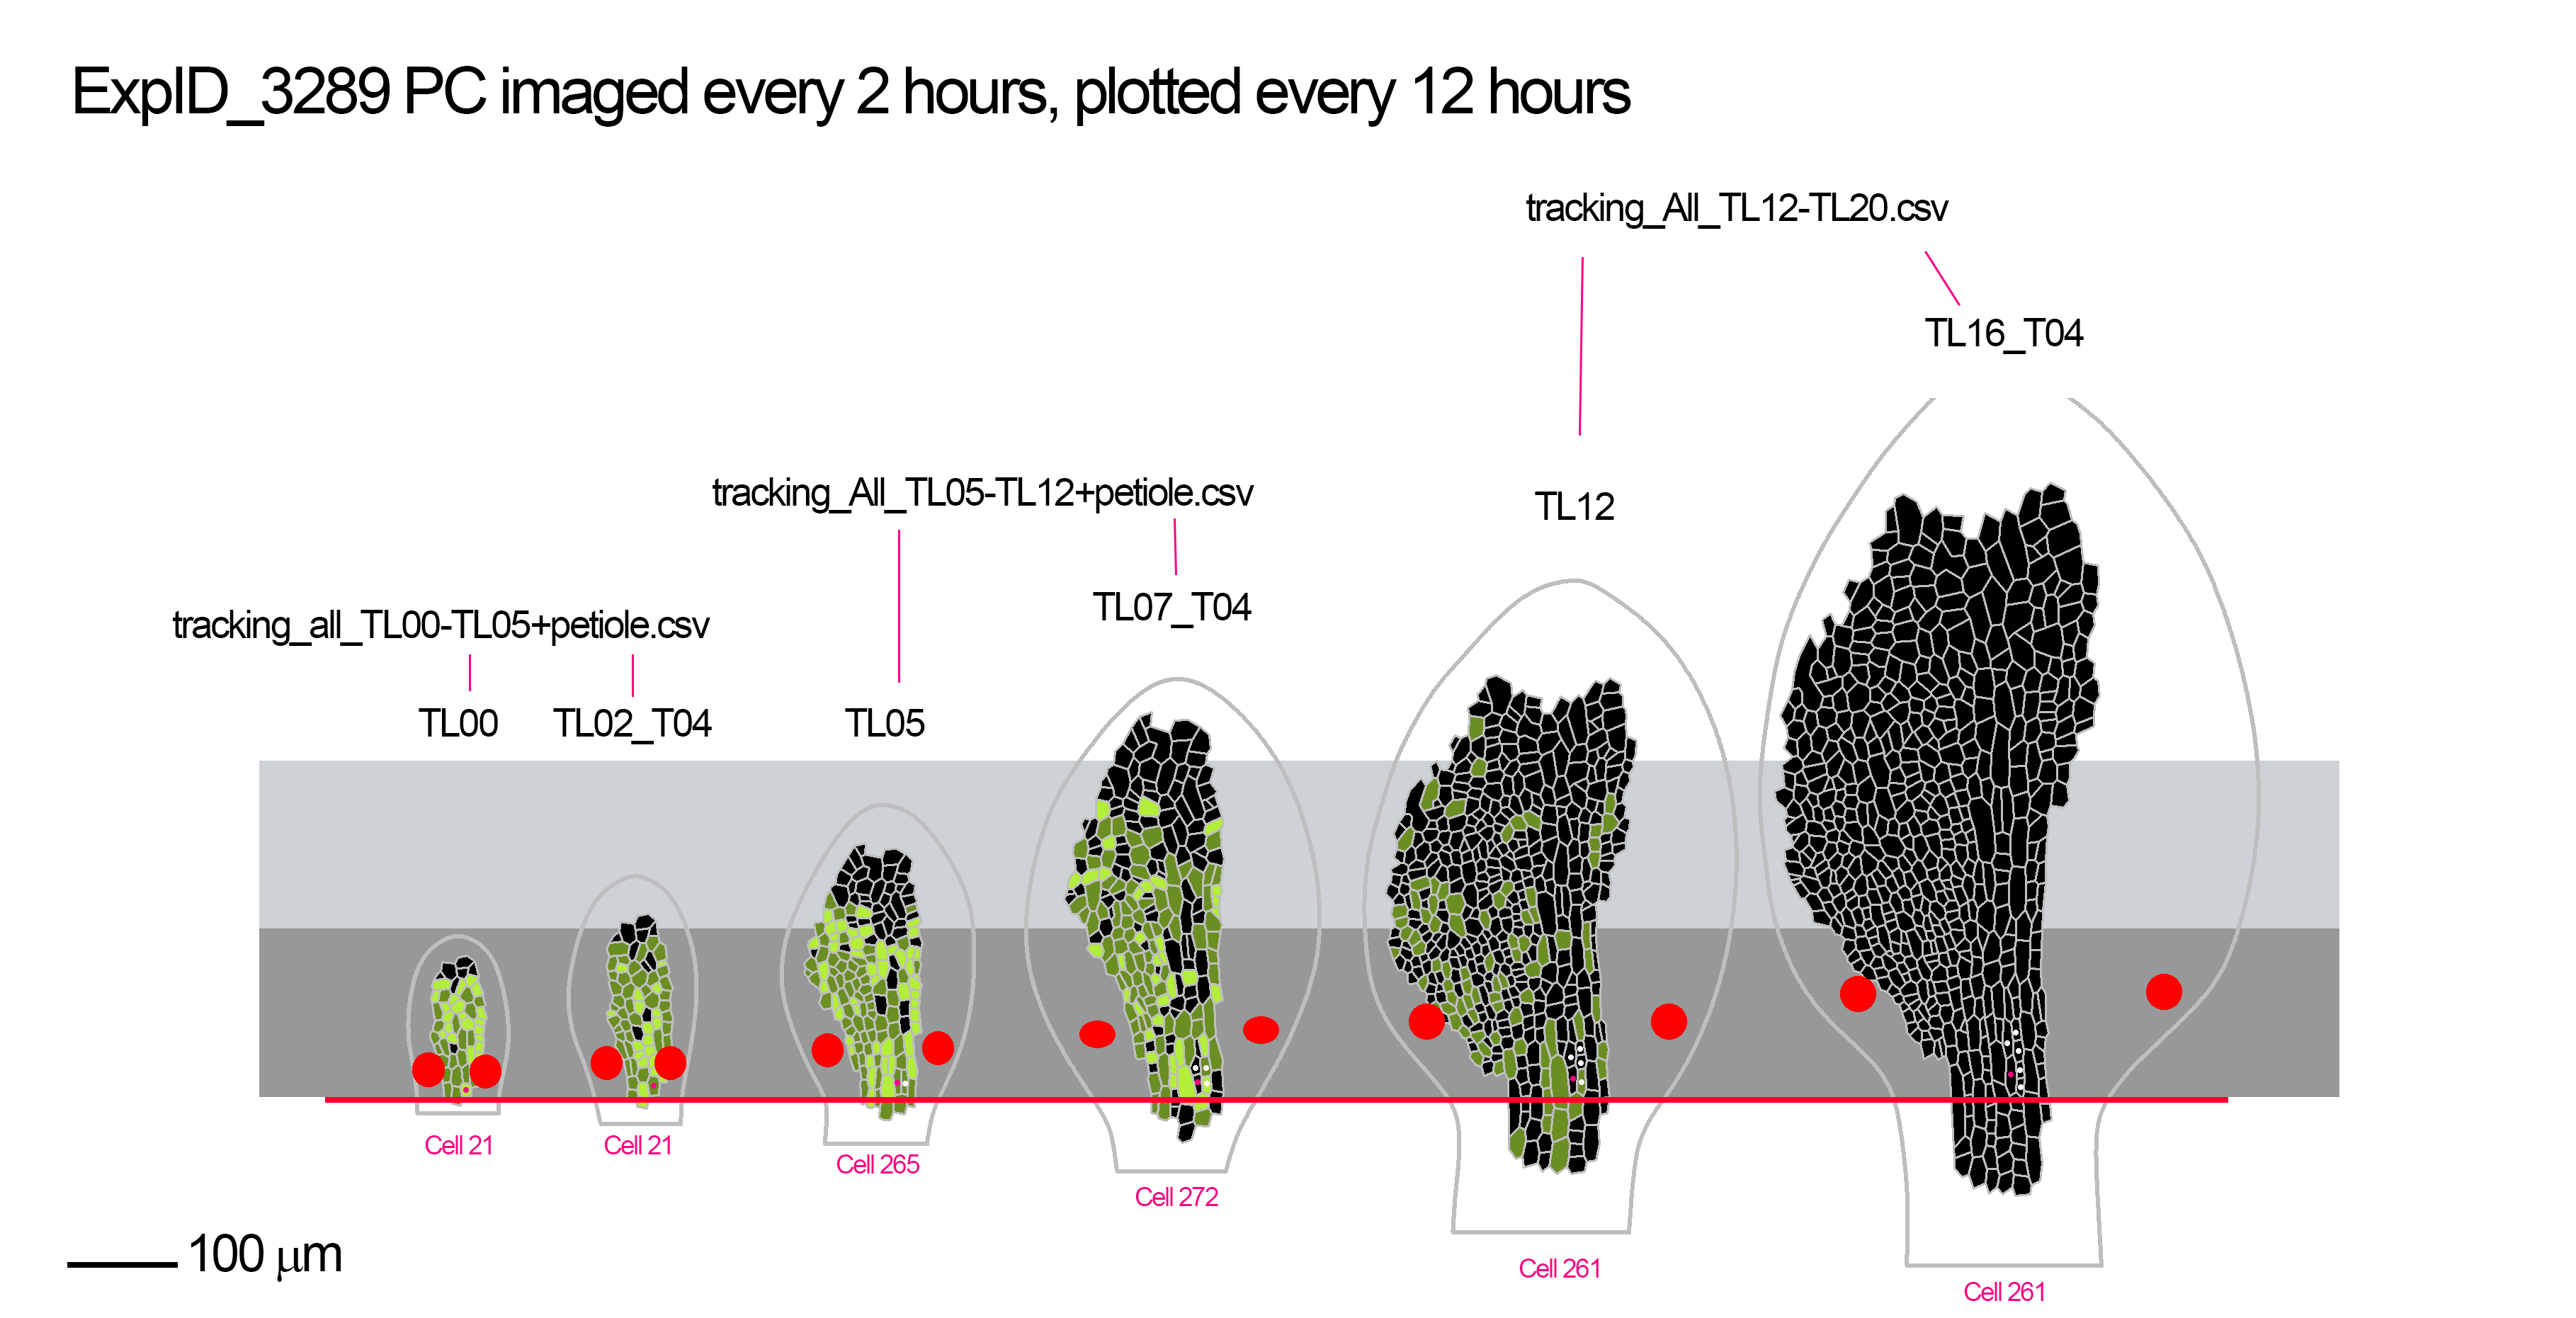 ExpID_3289 PC imaged every 2 hours, plotted every 12 hours
tracking_All_TL12-TL20.csv
TL16_T04
tracking_All_TL05-TL12+petiole.csv
TL12
TL07_T04
tracking_all_TL00-TL05+petiole.csv
TL00
TL02_T04
TL05
Cell 21
Cell 21
Cell 265
Cell 272
Cell 261
Cell 261
100 μm